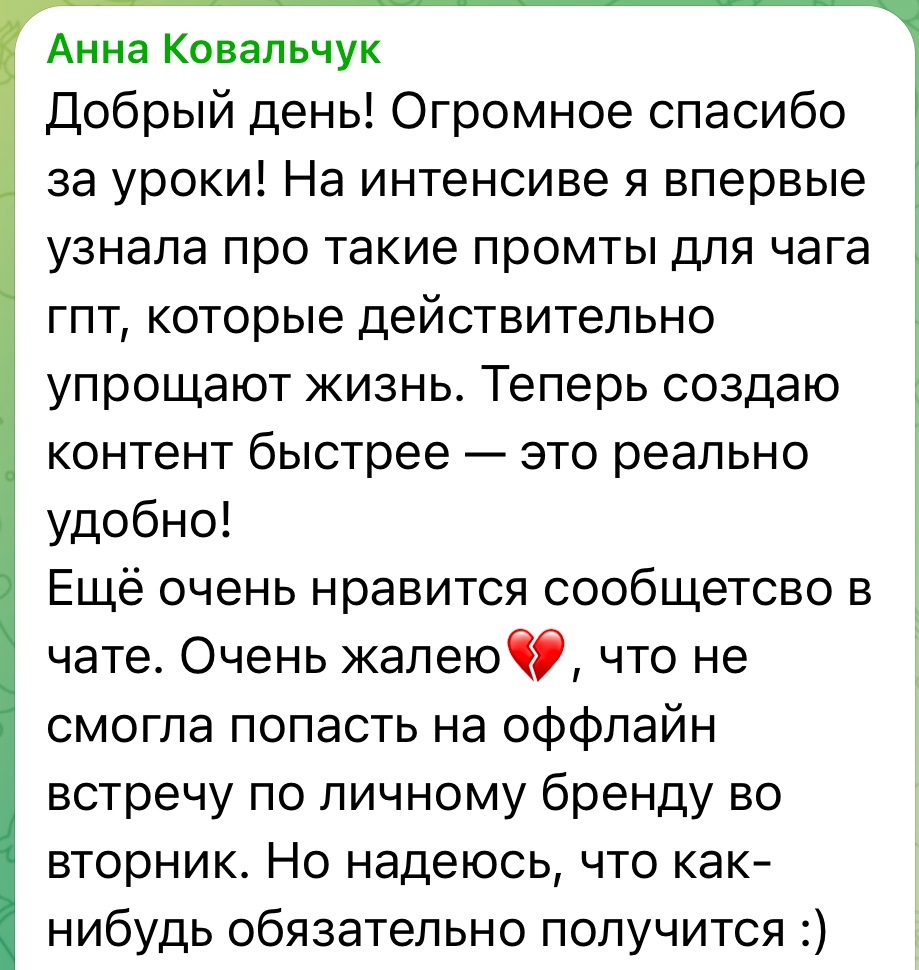 Анна Ковальчук
Добрый день! Огромное спасибо
за уроки! На интенсиве я впервые
узнала про такие промты для чага
гпт, которые действительно
упрощают жизнь. Теперь создаю
контент быстрее — это реально
удобно!
Ещё очень нравится сообщетсво в
чате. Очень жалею💔, что не
смогла попасть на оффлайн
встречу по личному бренду во
вторник. Но надеюсь, что как-
нибудь обязательно получится :)